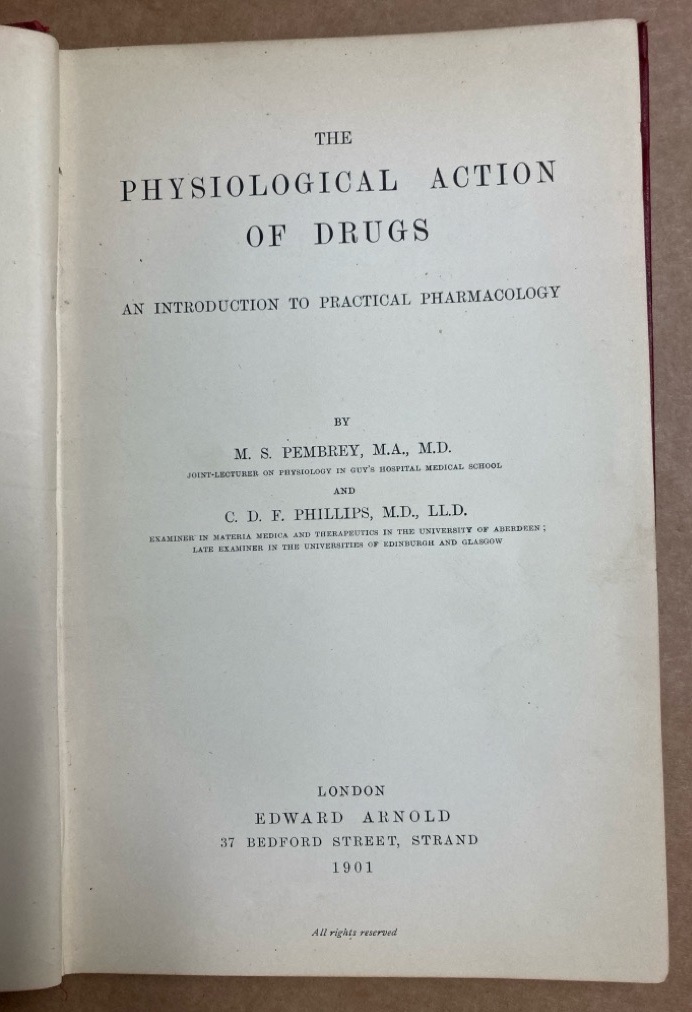 THE
PHYSIOLOGICAL ACTION
OF DRUGS
AN INTRODUCTION TO PRACTICAL PHARMACOLOGY
BY
M. S. PEMBREY, M.A., M.D.
JOINT-LECTURER ON PHYSIOLOGY IN GUY'S HOSPITAL MEDICAL SCHOOL
AND
C. D. F. PHILLIPS, M.D., LL.D.
EXAMINER IN MATERIA MEDICA AND THERAPEUTICS IN THE UNIVERSITY OF ABERDEEN;
LATE EXAMINER IN THE UNIVERSITIES OF EDINBURGH AND GLASGOW
LONDON
EDWARD ARNOLD
37 BEDFORD STREET, STRAND
1901
All rights reserved